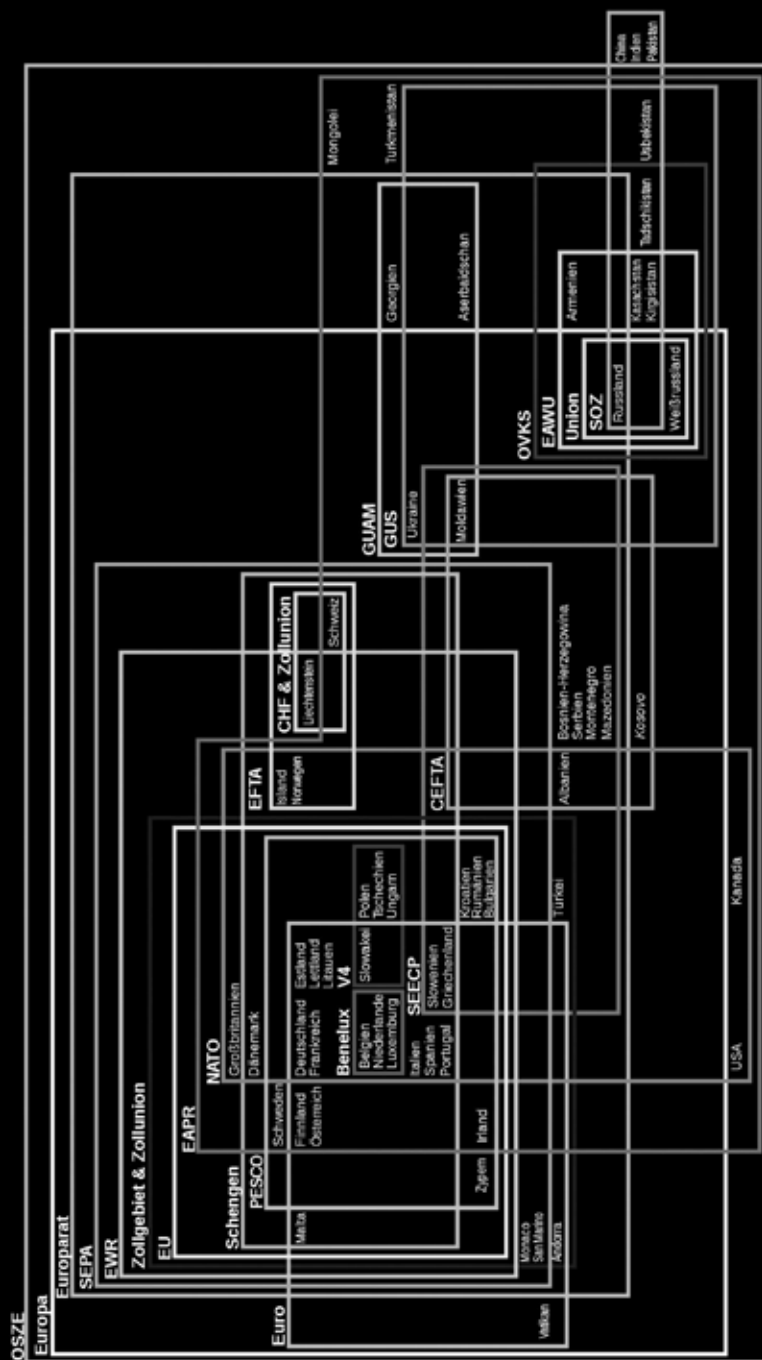 OSZE
Europa
Europarat
SEPA
EWR
Zollgebiet & Zollunion
EU
EAPR
NATO
Schengen
PESCO
Euro
EFTA
CHF & Zollunion
Benelux
V4
SEECP
CEFTA
GUAM
GUS
OVKS
EAWU
Union
SOZ
Großbritannien
Dänemark
Schweden
Finnland
Österreich
Malta
Deutschland
Frankreich
Estland
Lettland
Litauen
Belgien
Niederlande
Luxemburg
Slowakei
Polen
Tschechien
Ungarn
Italien
Spanien
Portugal
Slowenien
Griechenland
Kroatien
Rumänien
Bulgarien
Zypern
Irland
Monaco
San Marino
Andorra
Vatikan
Türkei
Island
Norwegen
Liechtenstein
Schweiz
Albanien
Bosnien-Herzegowina
Serbien
Montenegro
Mazedonien
Kosovo
USA
Kanada
Ukraine
Moldawien
Georgien
Aserbaidschan
Mongolei
Turkmenistan
Armenien
Russland
Weißrussland
Kasachstan
Kirgisistan
Tadschikistan
Usbekistan
China
Indien
Pakistan